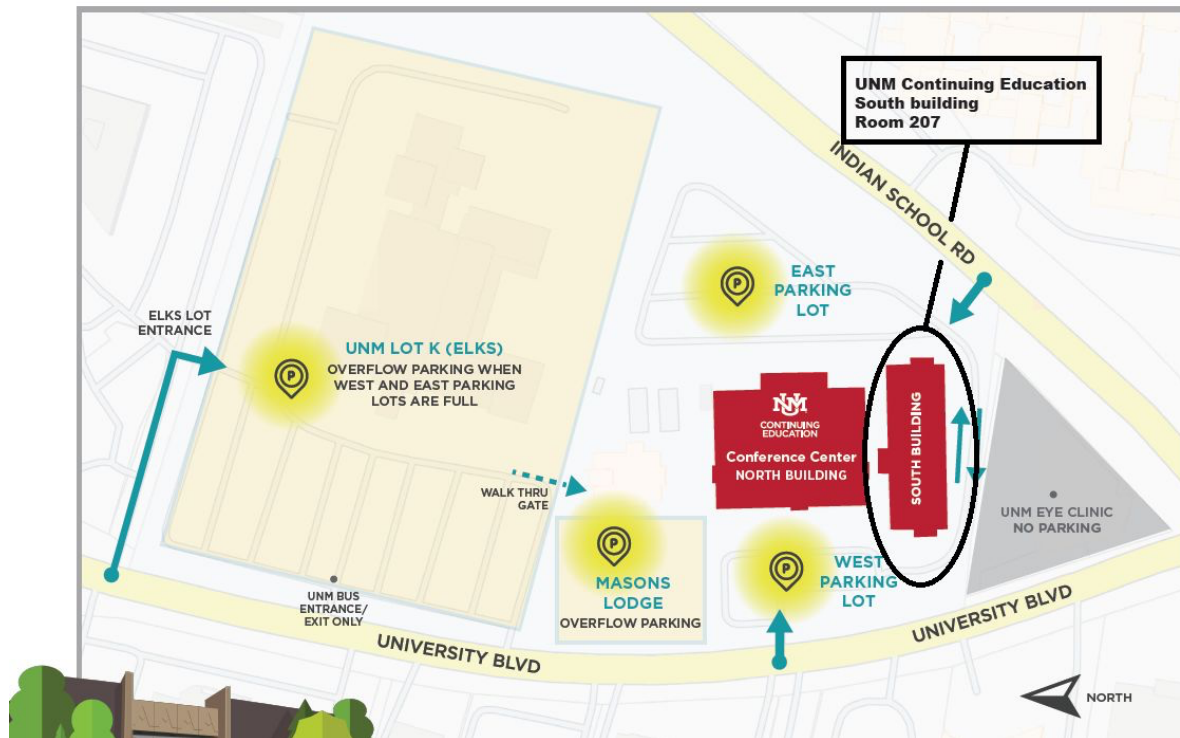 UNM Continuing Education
South building
Room 207
INDIAN SCHOOL RD
EAST
PARKING
LOT
ELKS LOT
ENTRANCE
UNM LOT K (ELKS)
OVERFLOW PARKING WHEN
WEST AND EAST PARKING
LOTS ARE FULL
UNM
CONTINUING
EDUCATION
Conference Center
NORTH BUILDING
SOUTH BUILDING
WALK THRU
GATE
UNM EYE CLINIC
NO PARKING
MASONS
LODGE
OVERFLOW PARKING
WEST
PARKING
LOT
UNM BUS
ENTRANCE/
EXIT ONLY
UNIVERSITY BLVD
UNIVERSITY BLVD
NORTH
P
P
P
P